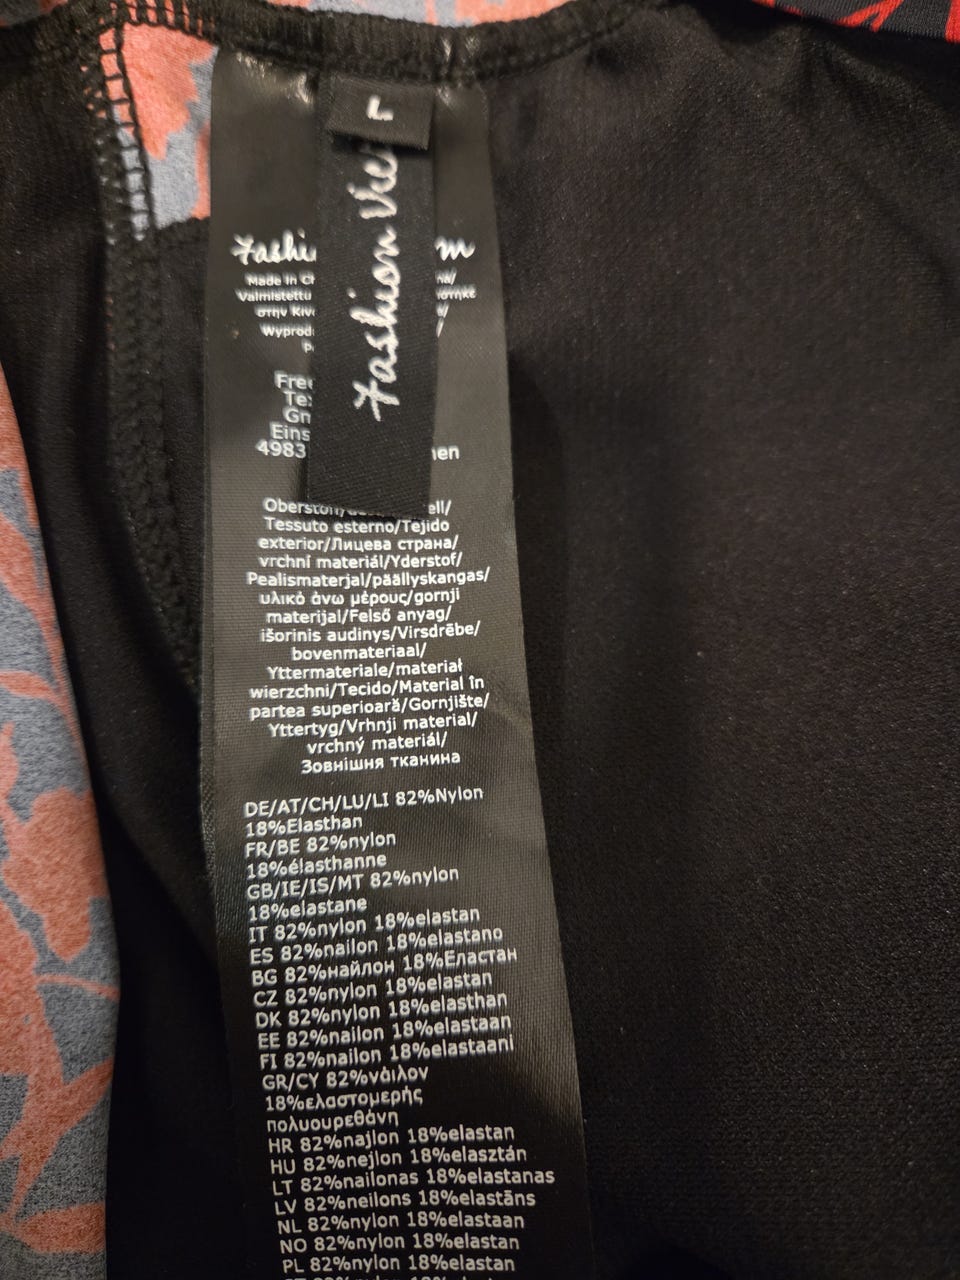 L
Fashion
Fashi m
Made in
Valmistettu
στην
Wyprod
Free
Tex
Gm
Eins
4983 en
ell/
Tessuto esterno/Tejido
exterior/Лицева страна/
vrchní materiál/Yderstof/
Pealismaterjal/päällyskangas/
υλικό άνω μέρους/gornji
materijal/Felső anyag/
išorinis audinys/Virsdrēbe/
bovenmateriaal/
Yttermateriale/materiał
wierzchni/Tecido/Material în
partea superioară/Gornjište/
Yttertyg/Vrhnji material/
vrchný materiál/
Зовнішня тканина
DE/AT/CH/LU/LI 82%Nylon
18%Elasthan
FR/BE 82%nylon
18%élasthanne
GB/IE/IS/MT 82%nylon
18%elastane
IT 82%nylon 18%elastan
ES 82%nailon 18%elastano
BG 82%найлон 18%Еластан
CZ 82%nylon 18%elastan
DK 82%nylon 18%elasthan
EE 82%nailon 18%elastaan
FI 82%nailon 18%elastaani
GR/CY 82%νάιλον
18%ελαστομερής
πολυουρεθάνη
HR 82%najlon 18%elastan
HU 82%nejlon 18%elasztán
LT 82%nailonas 18%elastanas
LV 82%neilons 18%elastāns
NL 82%nylon 18%elastaan
NO 82%nylon 18%elastan
PL 82%nylon 18%elastan